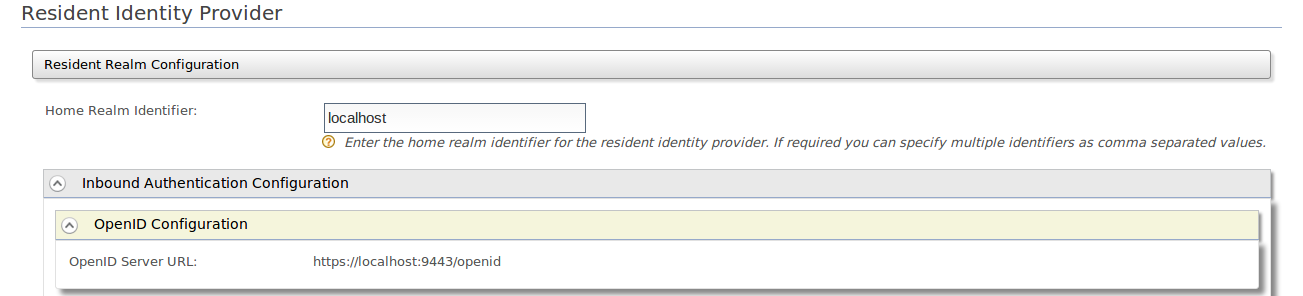 Resident Identity Provider
Resident Realm Configuration
Home Realm Identifier:
localhost
? Enter the home realm identifier for the resident identity provider. If required you can specify multiple identifiers as comma separated values.
Inbound Authentication Configuration
OpenID Configuration
OpenID Server URL: https://localhost:9443/openid